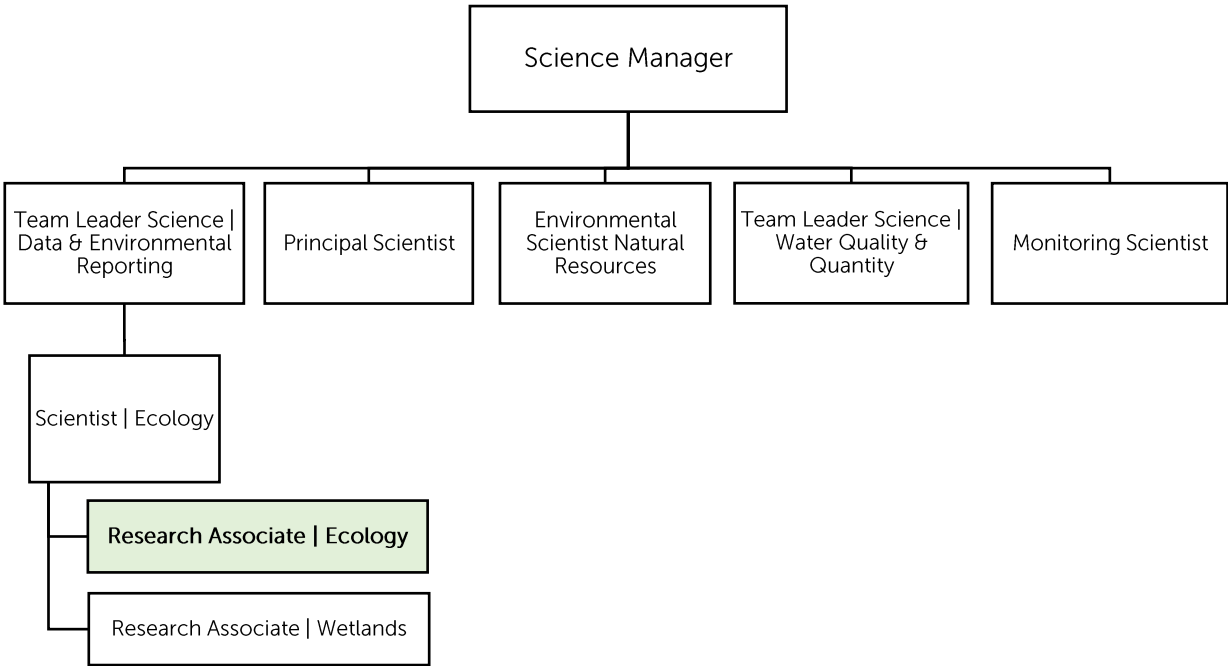 Science Manager
Team Leader Science |
Data & Environmental
Reporting
Principal Scientist
Environmental
Scientist Natural
Resources
Team Leader Science |
Water Quality &
Quantity
Monitoring Scientist
Scientist | Ecology
Research Associate | Ecology
Research Associate | Wetlands